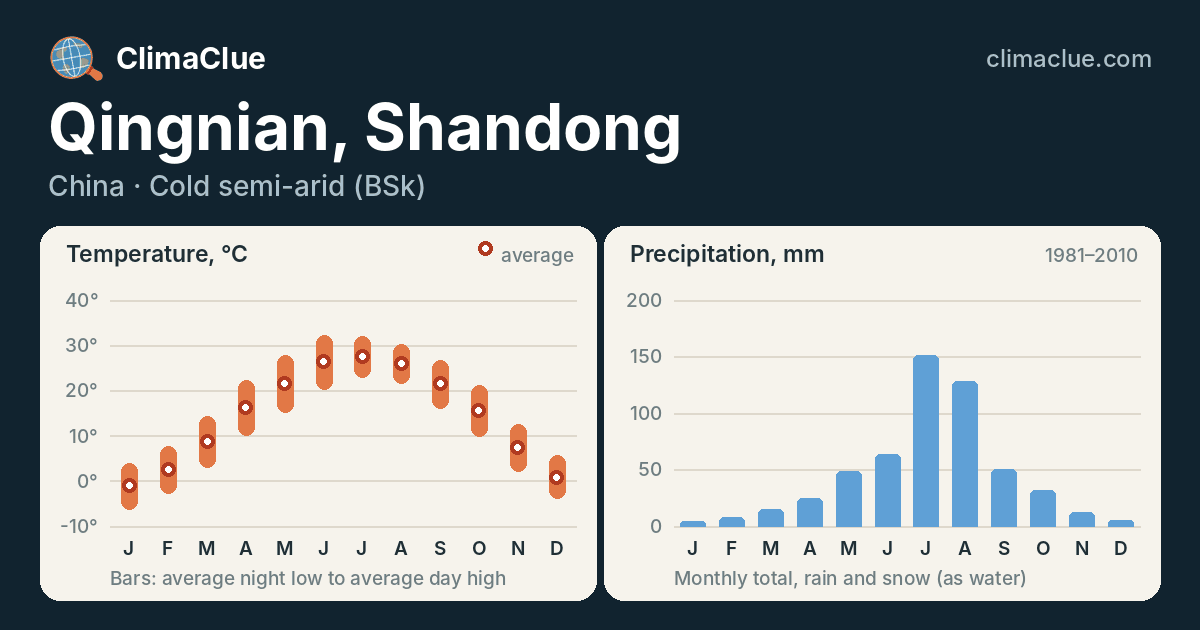 ClimaClue
climaclue.com
Qingnian, Shandong
China · Cold semi-arid (BSk)
Temperature, °C
average
40°
30°
20°
10°
0°
-10°
J F M A M J J A S O N D
Bars: average night low to average day high
Precipitation, mm
1981–2010
200
150
100
50
0
J F M A M J J A S O N D
Monthly total, rain and snow (as water)